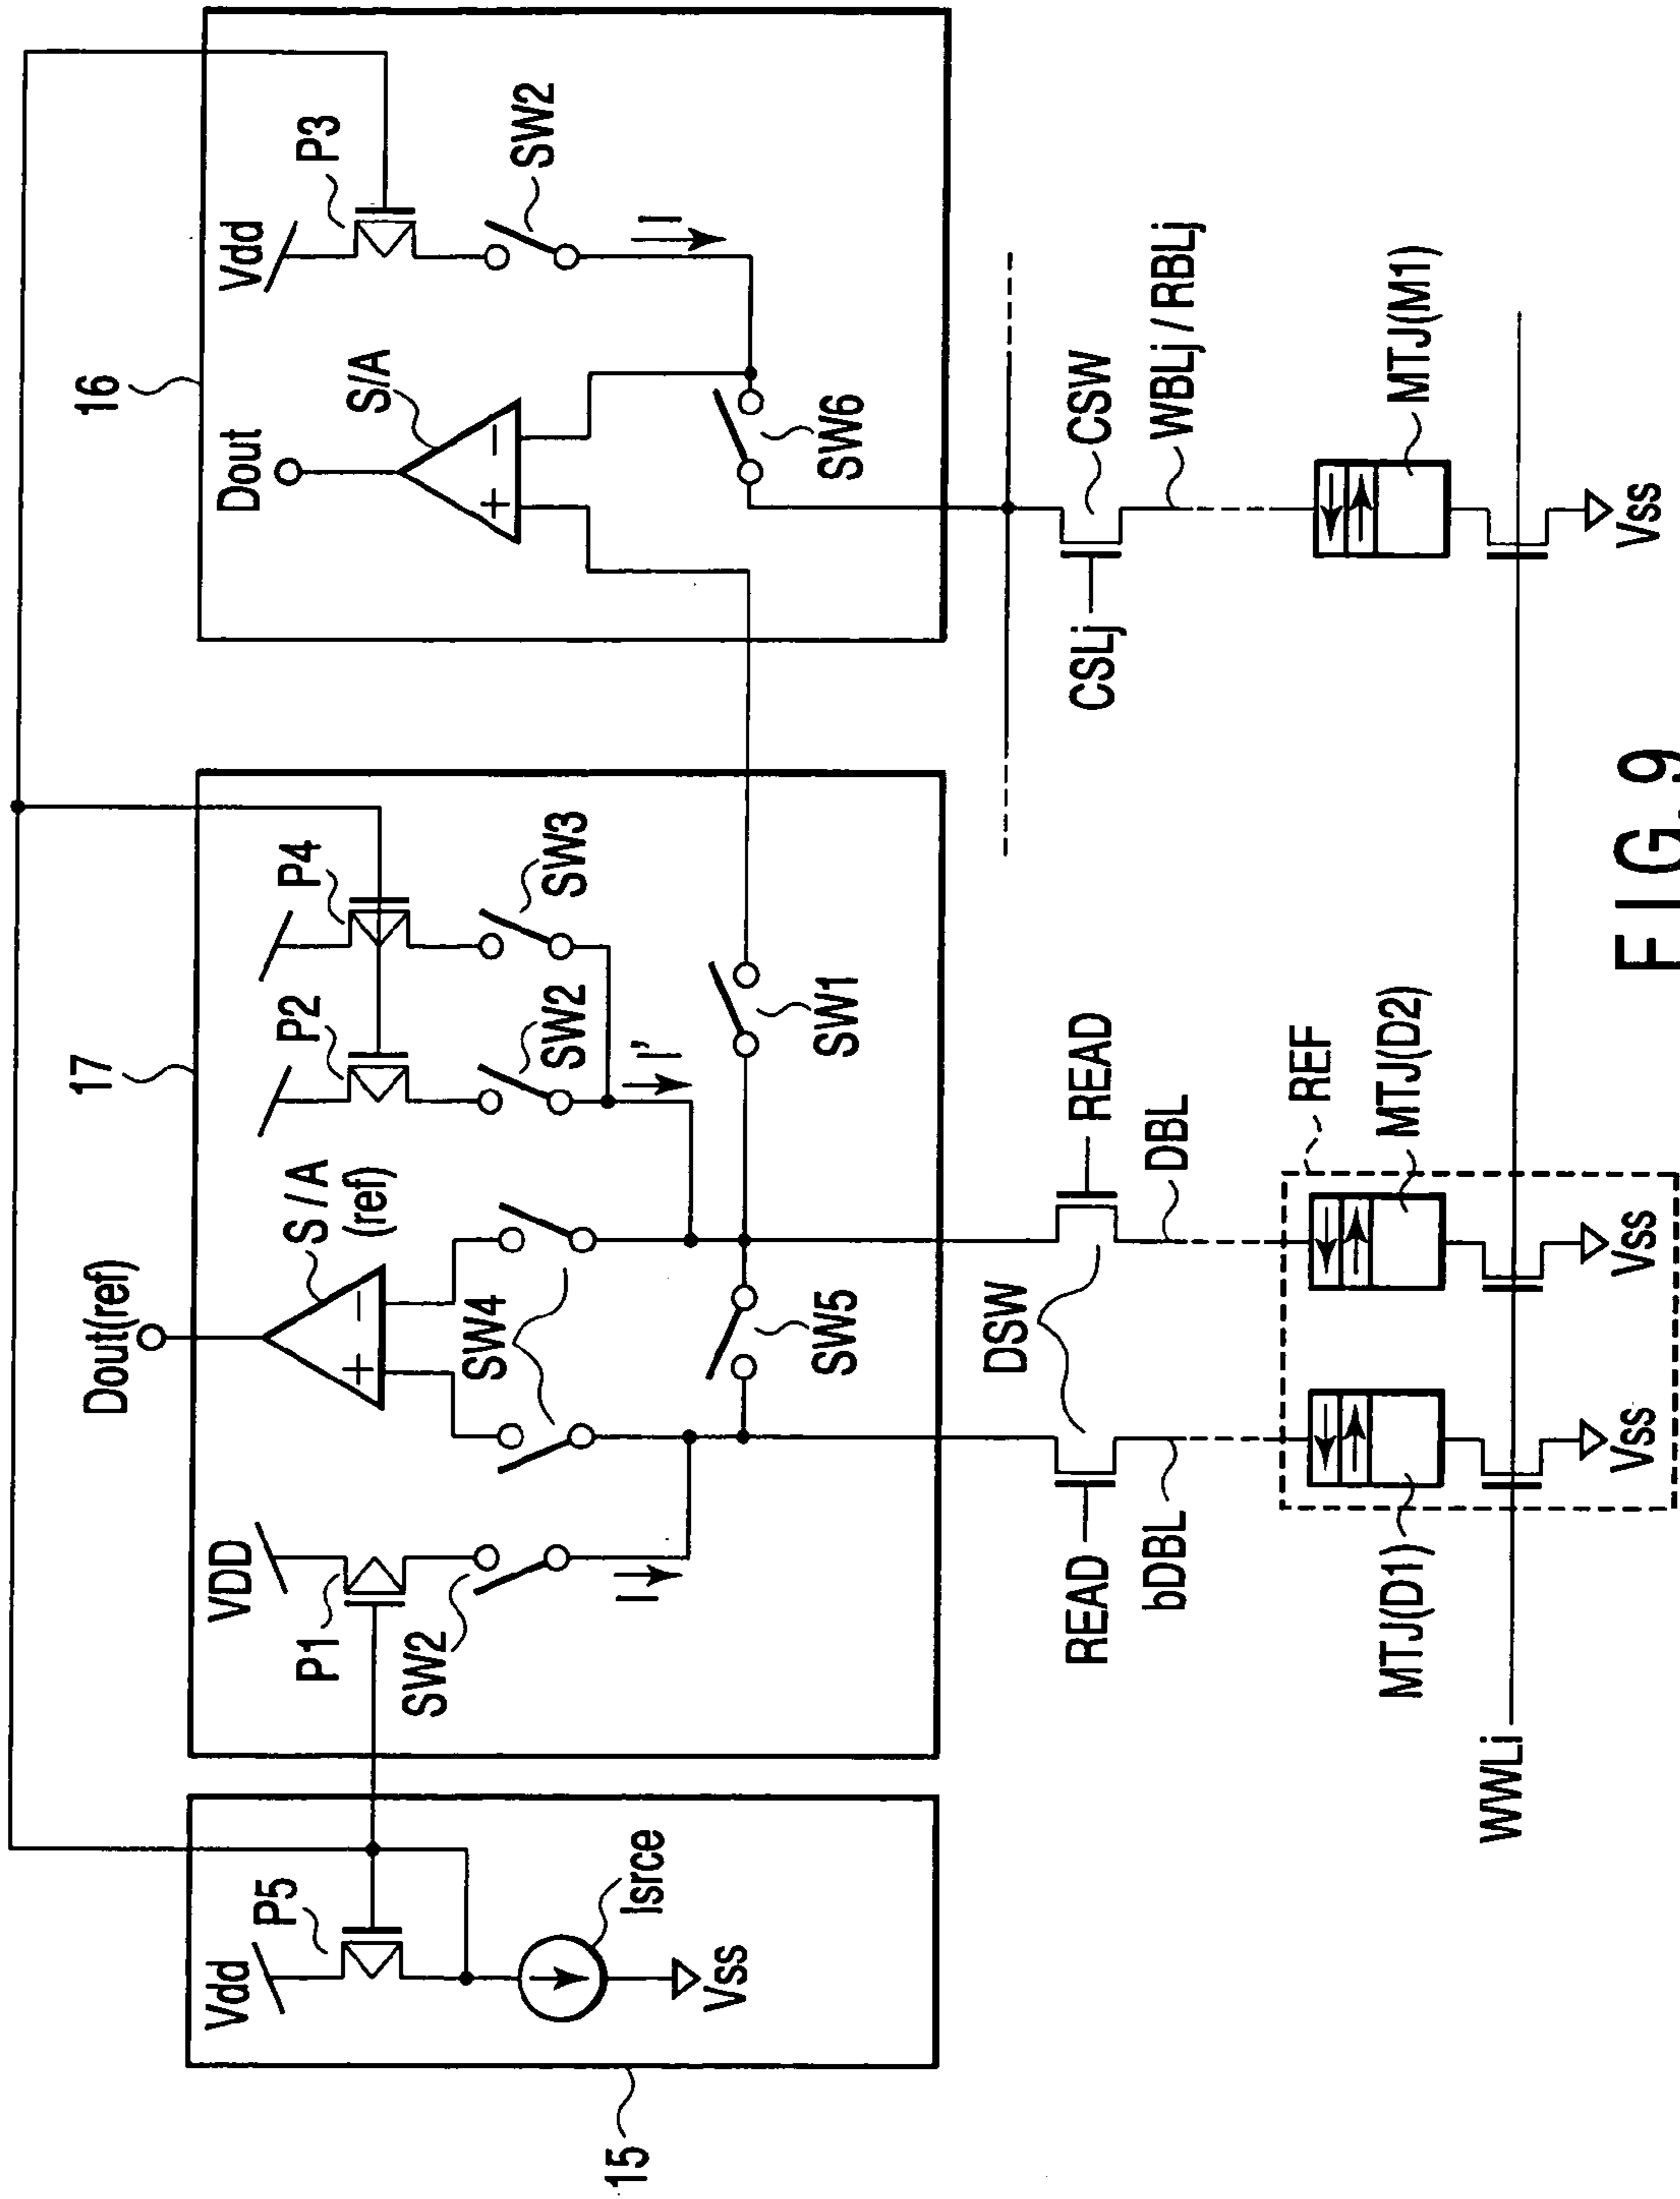 15
Vdd
P5
Isrce
Vss
17
Dout(ref)
VDD
P1
SW2
I
S / A
(ref)
+
−
SW4
P2
P4
SW2
SW3
I'
SW5
SW1
16
Dout
S/A
+
−
Vdd
P3
SW2
I
SW6
READ
DSW
READ
bDBL
DBL
CSLj
CSW
WBLj / RBLj
REF
MTJ(D1)
MTJ(D2)
MTJ(M1)
WWLi
Vss
Vss
Vss
FIG. 9